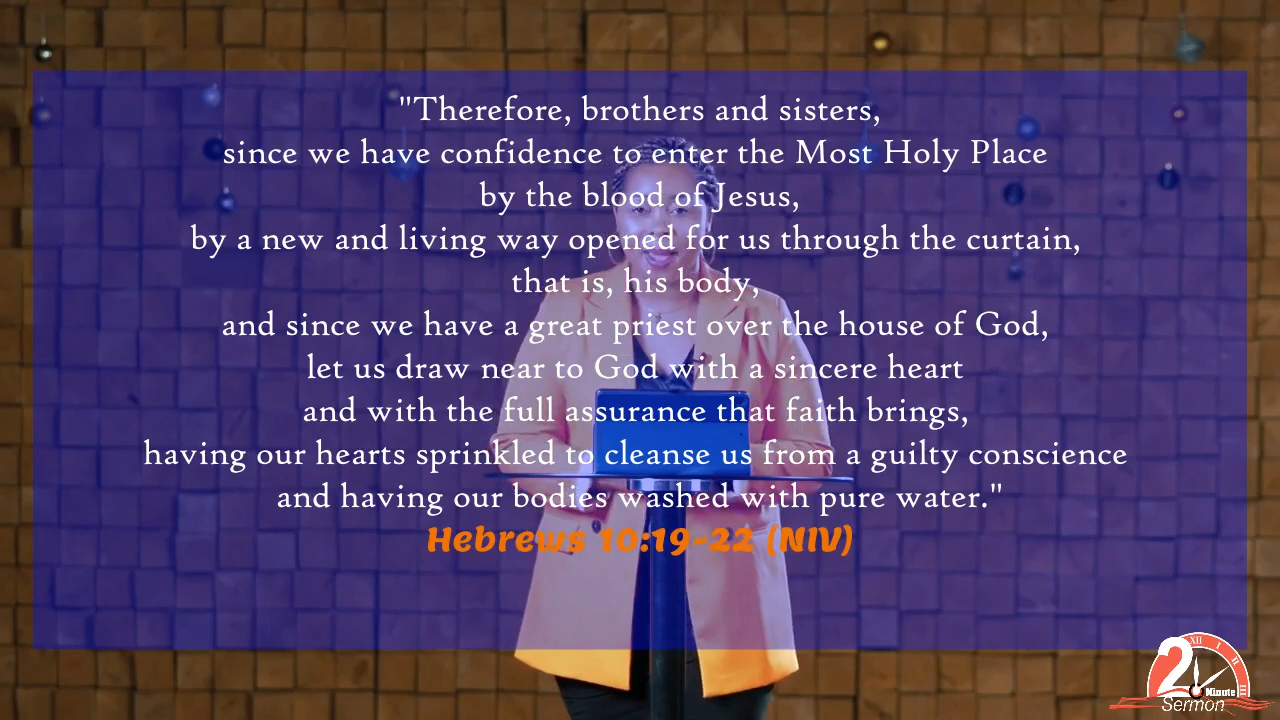 "Therefore, brothers and sisters,
since we have confidence to enter the Most Holy Place
by the blood of Jesus,
by a new and living way opened for us through the curtain,
that is, his body,
and since we have a great priest over the house of God,
let us draw near to God with a sincere heart
and with the full assurance that faith brings,
having our hearts sprinkled to cleanse us from a guilty conscience
and having our bodies washed with pure water."
Hebrews 10:19-22 (NIV)
XII I II III
2 Minute
Sermon